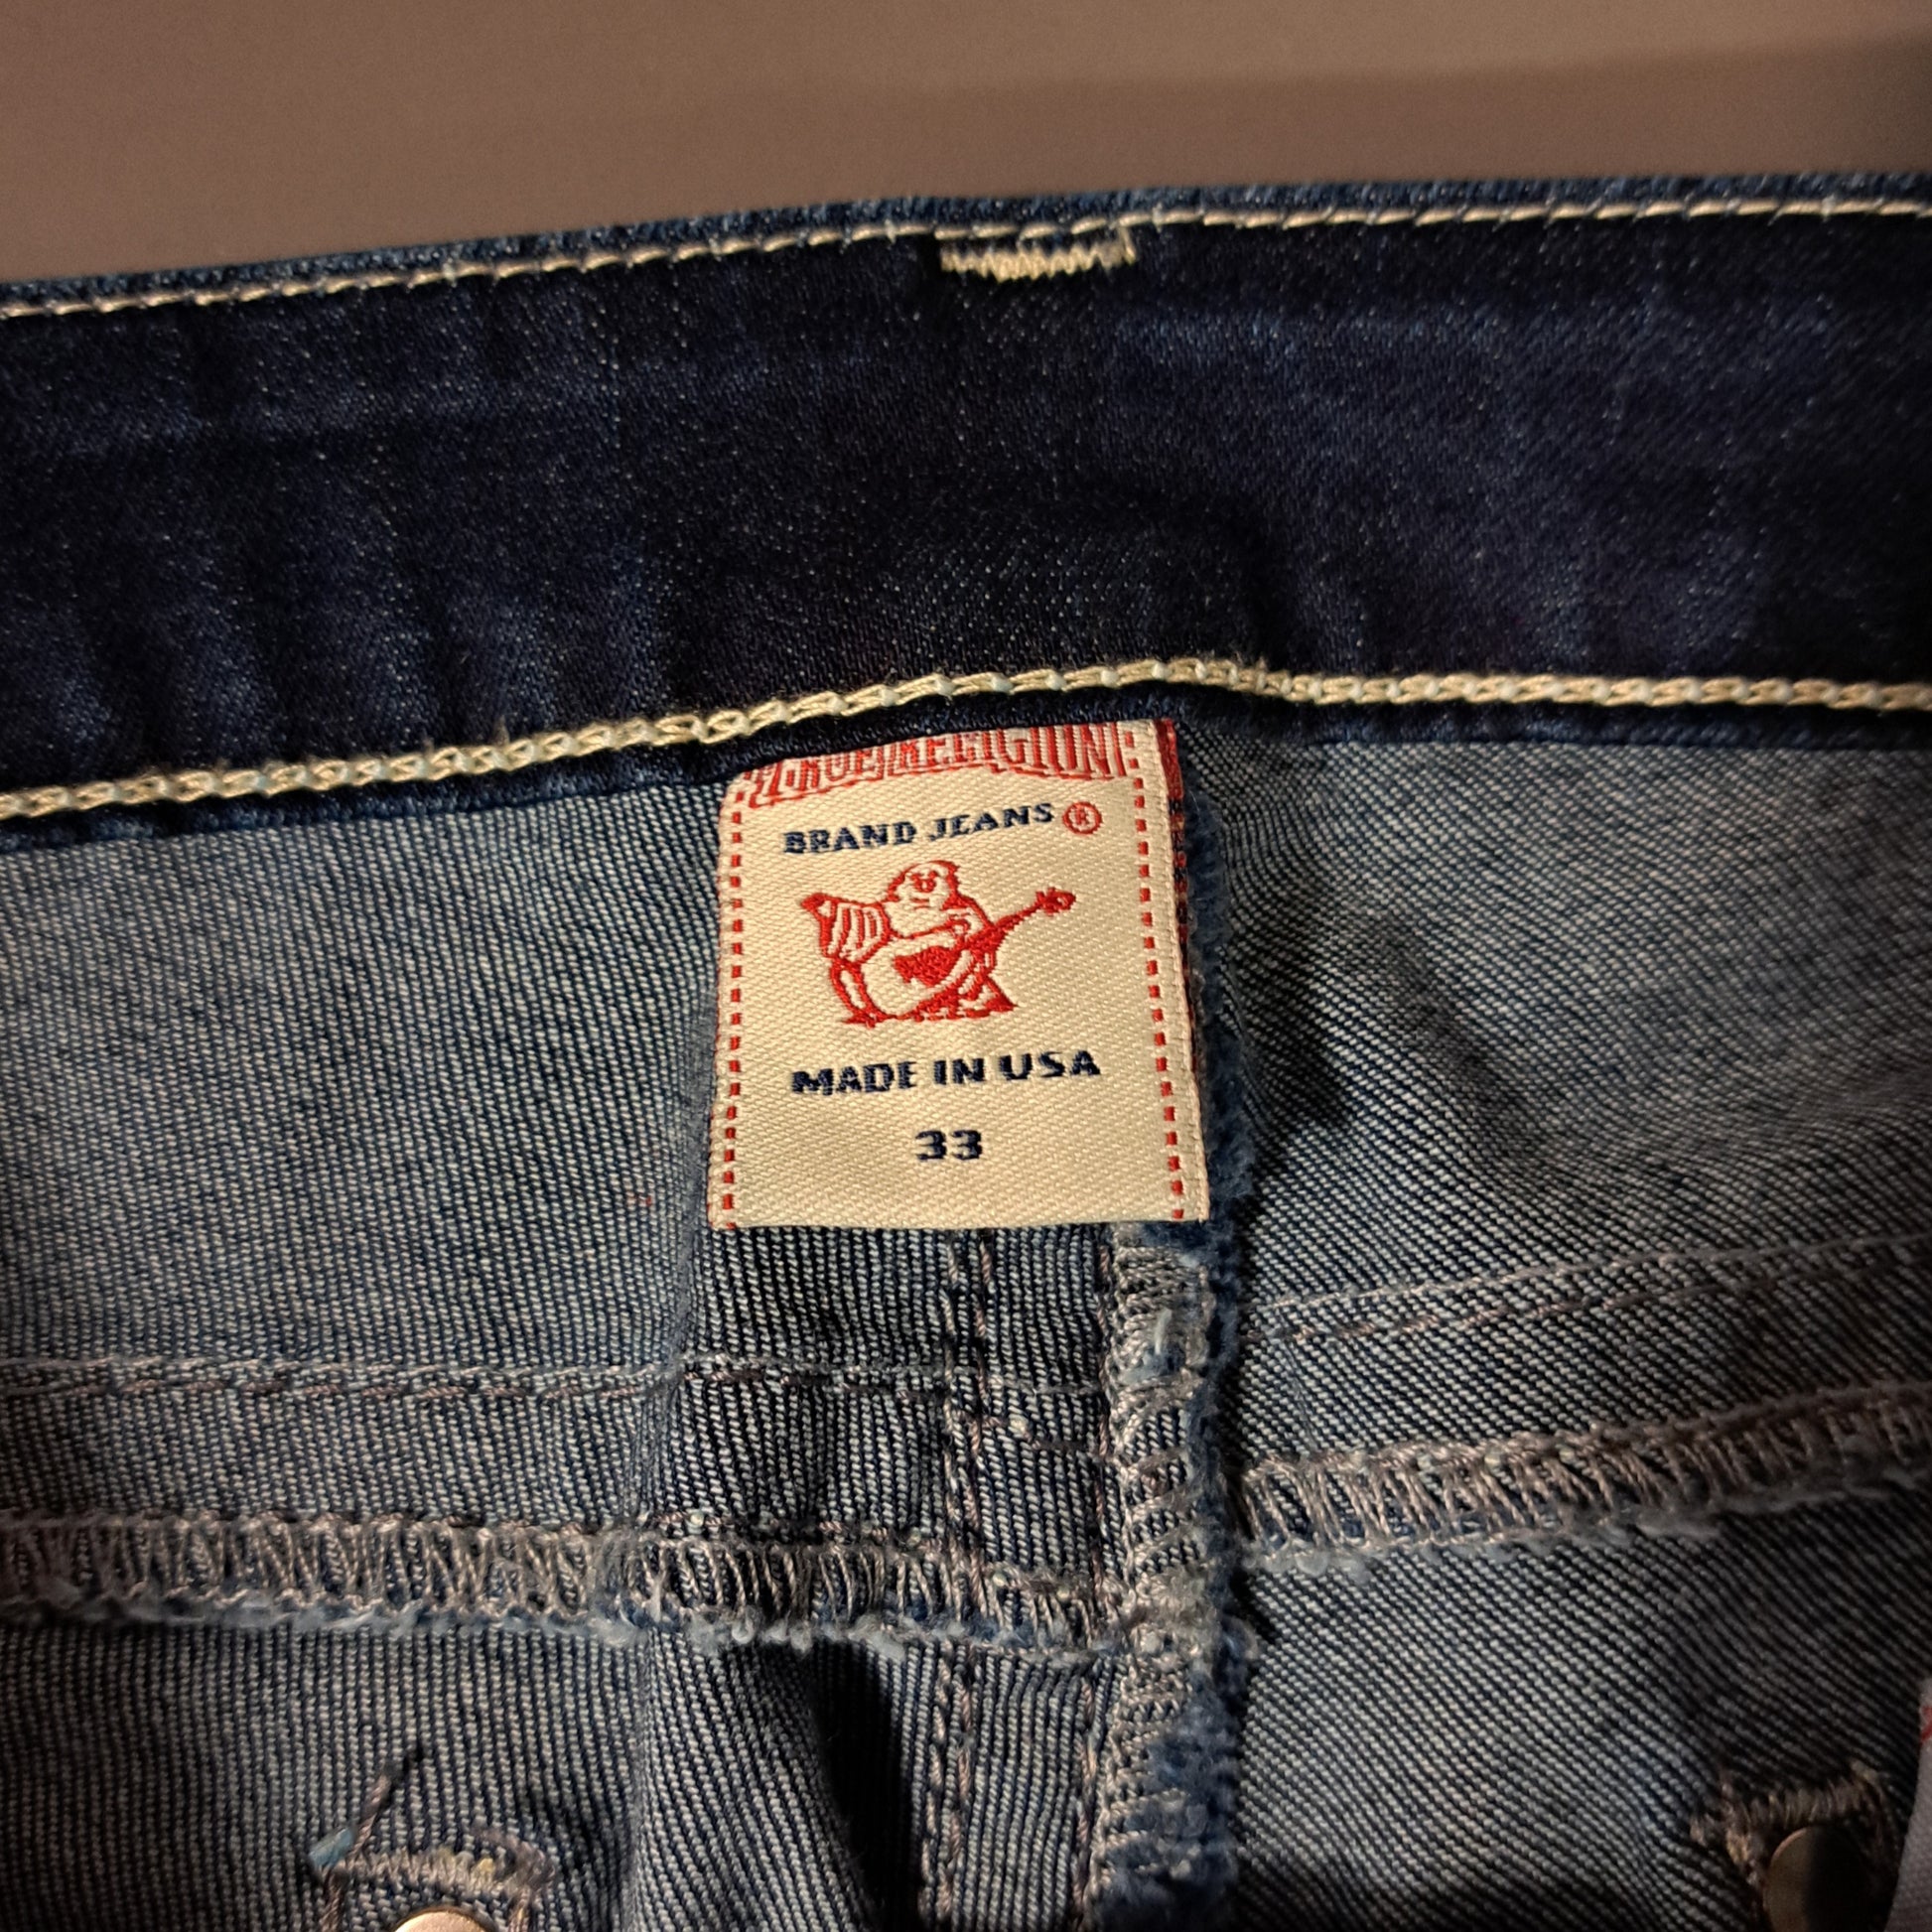 TRUE RELIGION
BRAND JEANS ®
MADE IN USA
33